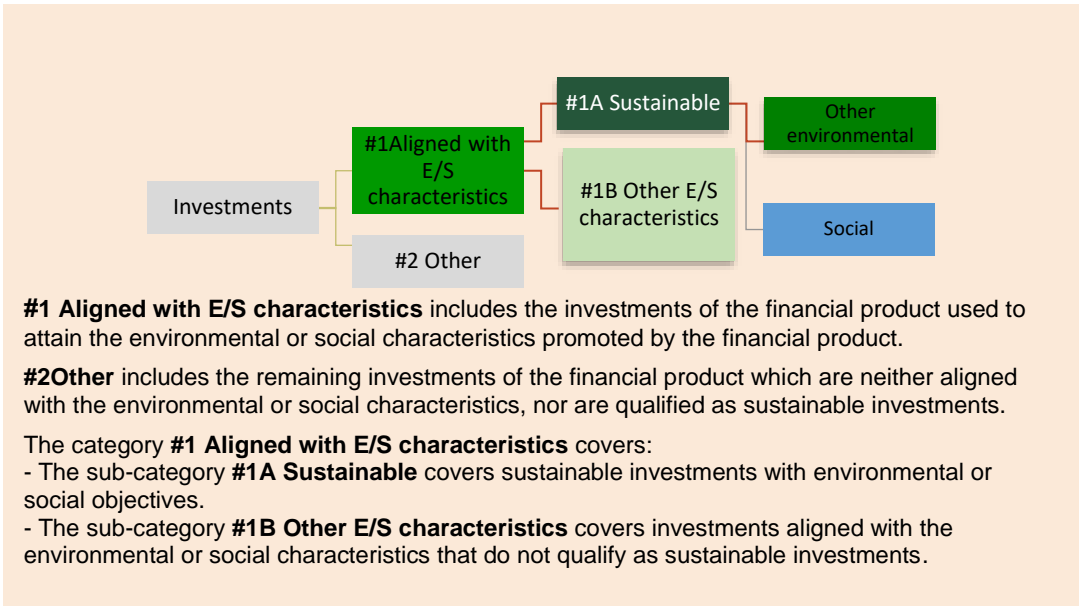 #1A Sustainable
Other
environmental
#1Aligned with
E/S
characteristics
#1B Other E/S
characteristics
Investments
Social
#2 Other
#1 Aligned with E/S characteristics includes the investments of the financial product used to
attain the environmental or social characteristics promoted by the financial product.
#2Other includes the remaining investments of the financial product which are neither aligned
with the environmental or social characteristics, nor are qualified as sustainable investments.
The category #1 Aligned with E/S characteristics covers:
- The sub-category #1A Sustainable covers sustainable investments with environmental or
social objectives.
- The sub-category #1B Other E/S characteristics covers investments aligned with the
environmental or social characteristics that do not qualify as sustainable investments.